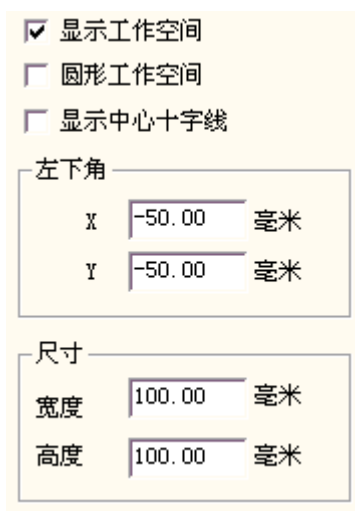 显示工作空间
圆形工作空间
显示中心十字线
左下角
X -50.00 毫米
Y -50.00 毫米
尺寸
宽度 100.00 毫米
高度 100.00 毫米